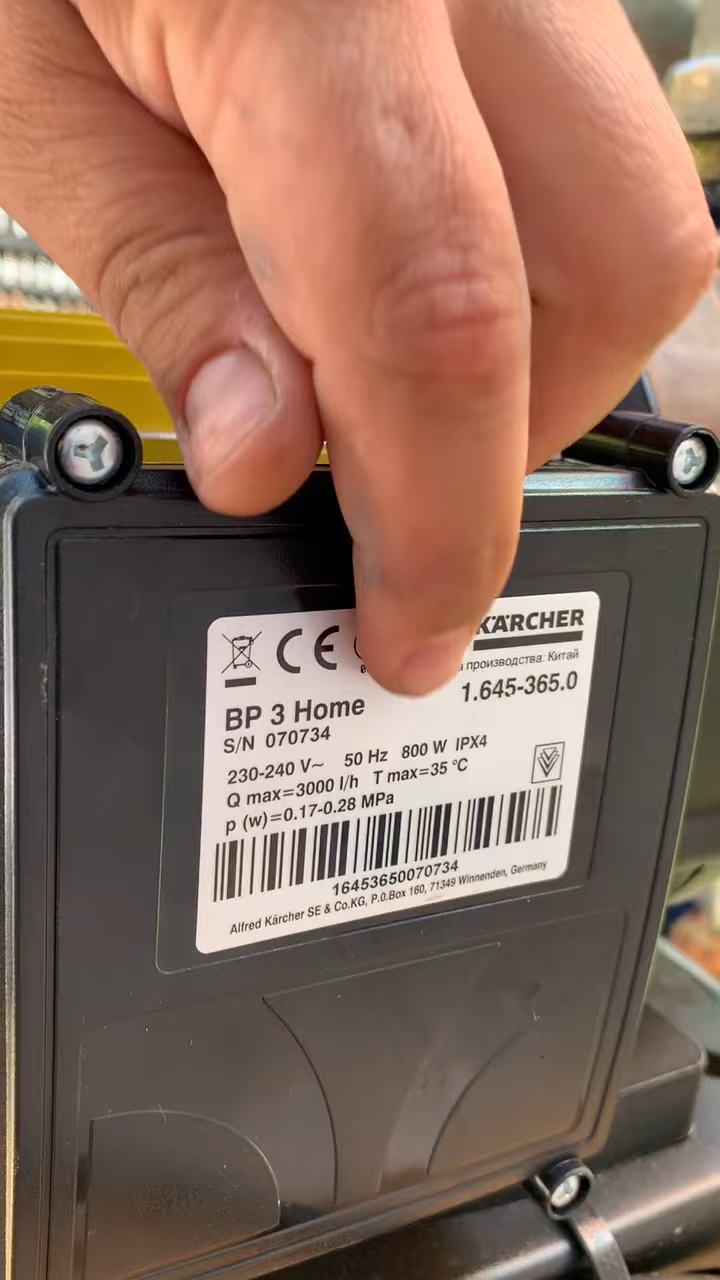 CE
KÄRCHER
производства: Китай
BP 3 Home
1.645-365.0
S/N 070734
230-240 V~ 50 Hz 800 W IPX4
Q max=3000 l/h T max=35 °C
p (w)=0.17-0.28 MPa
16453650070734
Alfred Kärcher SE & Co.KG, P.O.Box 160, 71349 Winnenden, Germany